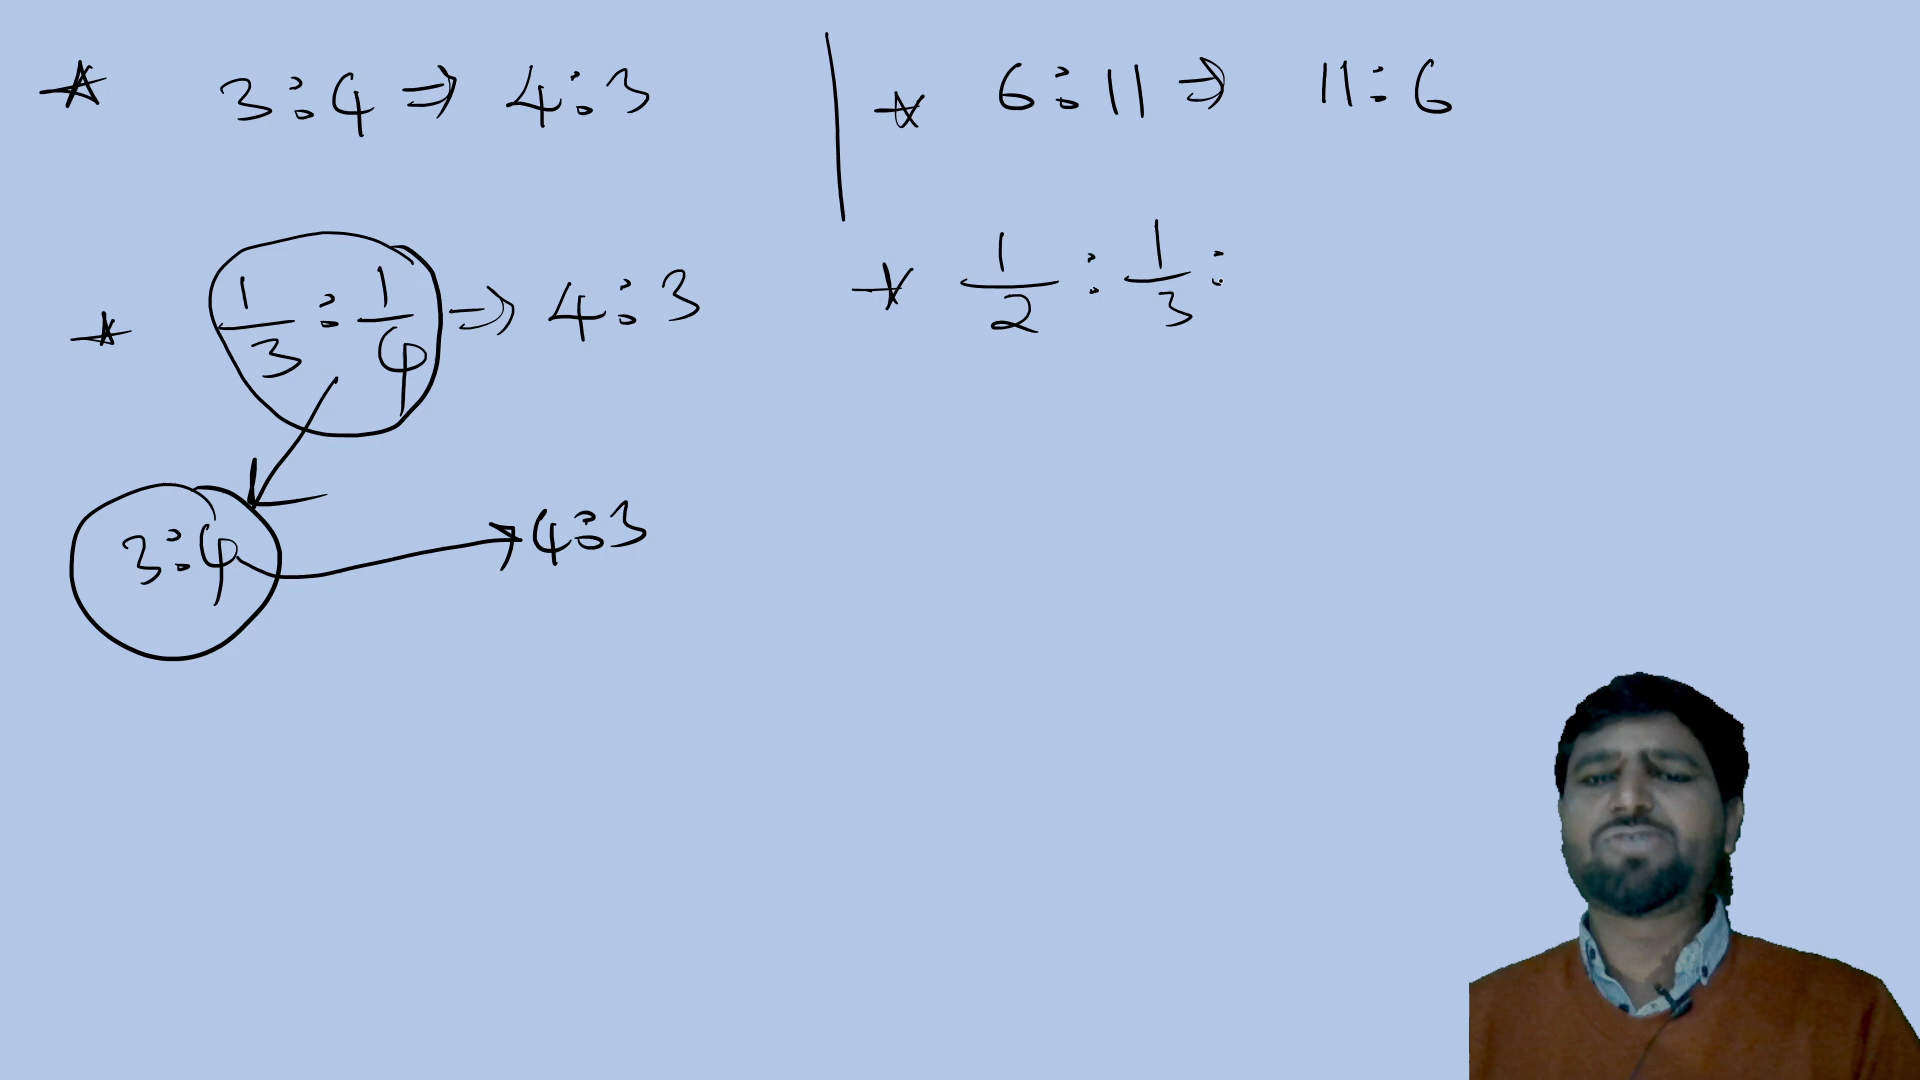 3:4 ⇒ 4:3
6:11 ⇒ 11:6
1/3 : 1/4 ⇒ 4:3
1/2 : 1/3 :
3:4 → 4:3